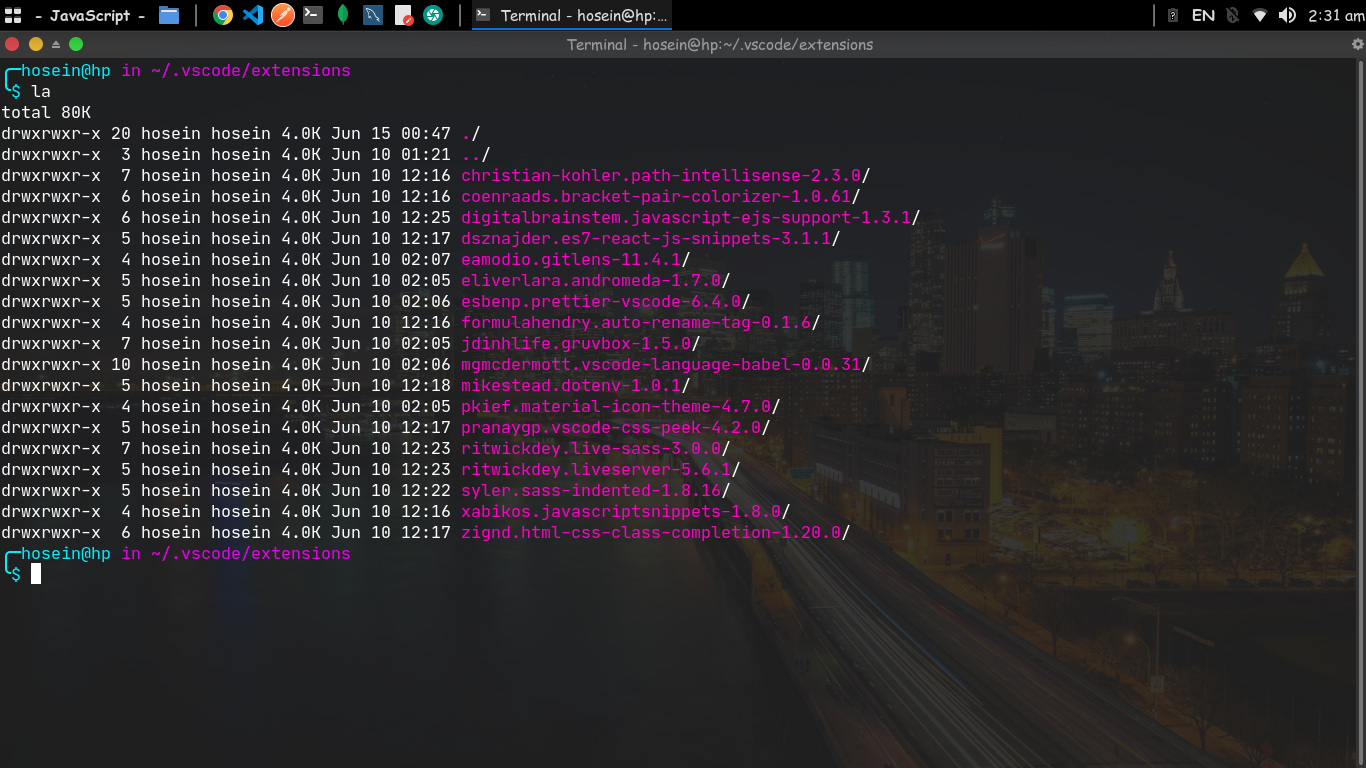 - JavaScript -
Terminal - hosein@hp:...
EN
2:31 am
Terminal - hosein@hp:~/.vscode/extensions
hosein@hp in ~/.vscode/extensions
$ la
total 80K
drwxrwxr-x 20 hosein hosein 4.0K Jun 15 00:47 ./
drwxrwxr-x  3 hosein hosein 4.0K Jun 10 01:21 ../
drwxrwxr-x  7 hosein hosein 4.0K Jun 10 12:16 christian-kohler.path-intellisense-2.3.0/
drwxrwxr-x  6 hosein hosein 4.0K Jun 10 12:16 coenraads.bracket-pair-colorizer-1.0.61/
drwxrwxr-x  6 hosein hosein 4.0K Jun 10 12:25 digitalbrainstem.javascript-ejs-support-1.3.1/
drwxrwxr-x  5 hosein hosein 4.0K Jun 10 12:17 dsznajder.es7-react-js-snippets-3.1.1/
drwxrwxr-x  4 hosein hosein 4.0K Jun 10 02:07 eamodio.gitlens-11.4.1/
drwxrwxr-x  5 hosein hosein 4.0K Jun 10 02:05 eliverlara.andromeda-1.7.0/
drwxrwxr-x  5 hosein hosein 4.0K Jun 10 02:06 esbenp.prettier-vscode-6.4.0/
drwxrwxr-x  4 hosein hosein 4.0K Jun 10 12:16 formulahendry.auto-rename-tag-0.1.6/
drwxrwxr-x  7 hosein hosein 4.0K Jun 10 02:05 jdinhlife.gruvbox-1.5.0/
drwxrwxr-x 10 hosein hosein 4.0K Jun 10 02:06 mgmcdermott.vscode-language-babel-0.0.31/
drwxrwxr-x  5 hosein hosein 4.0K Jun 10 12:18 mikestead.dotenv-1.0.1/
drwxrwxr-x  4 hosein hosein 4.0K Jun 10 02:05 pkief.material-icon-theme-4.7.0/
drwxrwxr-x  5 hosein hosein 4.0K Jun 10 12:17 pranaygp.vscode-css-peek-4.2.0/
drwxrwxr-x  7 hosein hosein 4.0K Jun 10 12:23 ritwickdey.live-sass-3.0.0/
drwxrwxr-x  5 hosein hosein 4.0K Jun 10 12:23 ritwickdey.liveserver-5.6.1/
drwxrwxr-x  5 hosein hosein 4.0K Jun 10 12:22 syler.sass-indented-1.8.16/
drwxrwxr-x  4 hosein hosein 4.0K Jun 10 12:16 xabikos.javascriptsnippets-1.8.0/
drwxrwxr-x  6 hosein hosein 4.0K Jun 10 12:17 zignd.html-css-class-completion-1.20.0/
hosein@hp in ~/.vscode/extensions
$